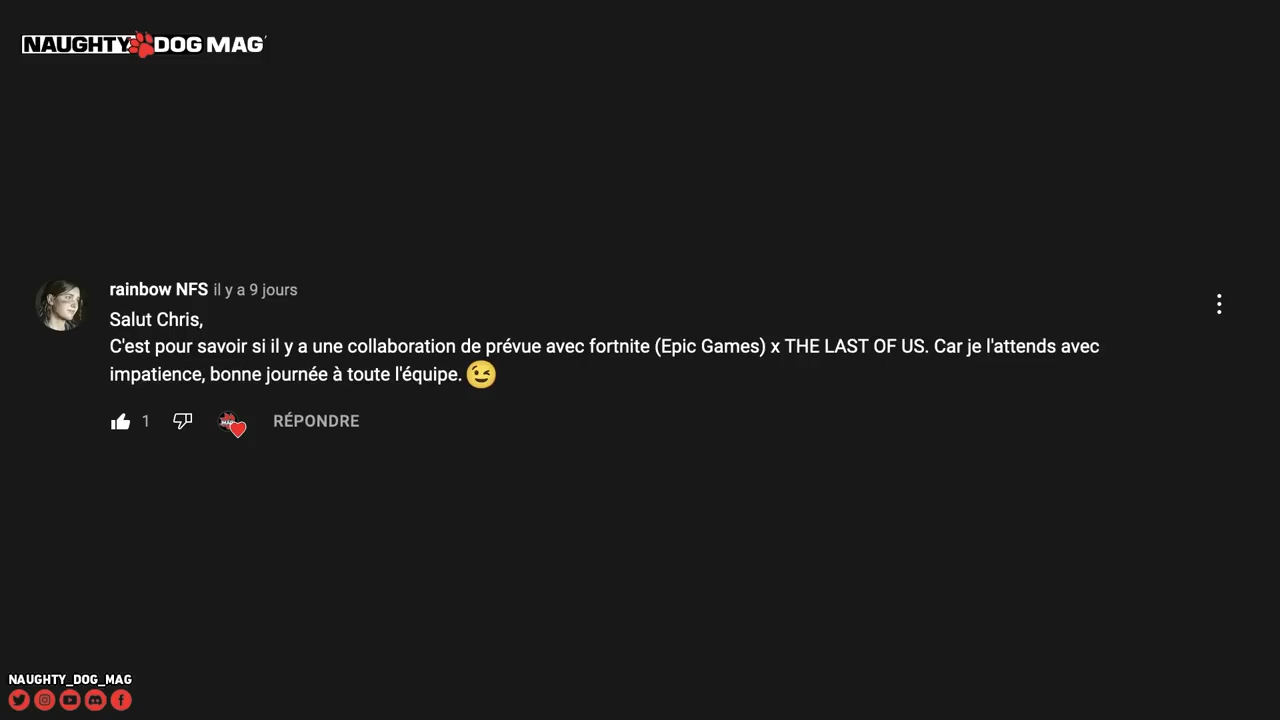 NAUGHTY DOG MAG'
rainbow NFS il y a 9 jours
Salut Chris,
C'est pour savoir si il y a une collaboration de prévue avec fortnite (Epic Games) x THE LAST OF US. Car je l'attends avec
impatience, bonne journée à toute l'équipe. 😉
1 RÉPONDRE
NAUGHTY_DOG_MAG